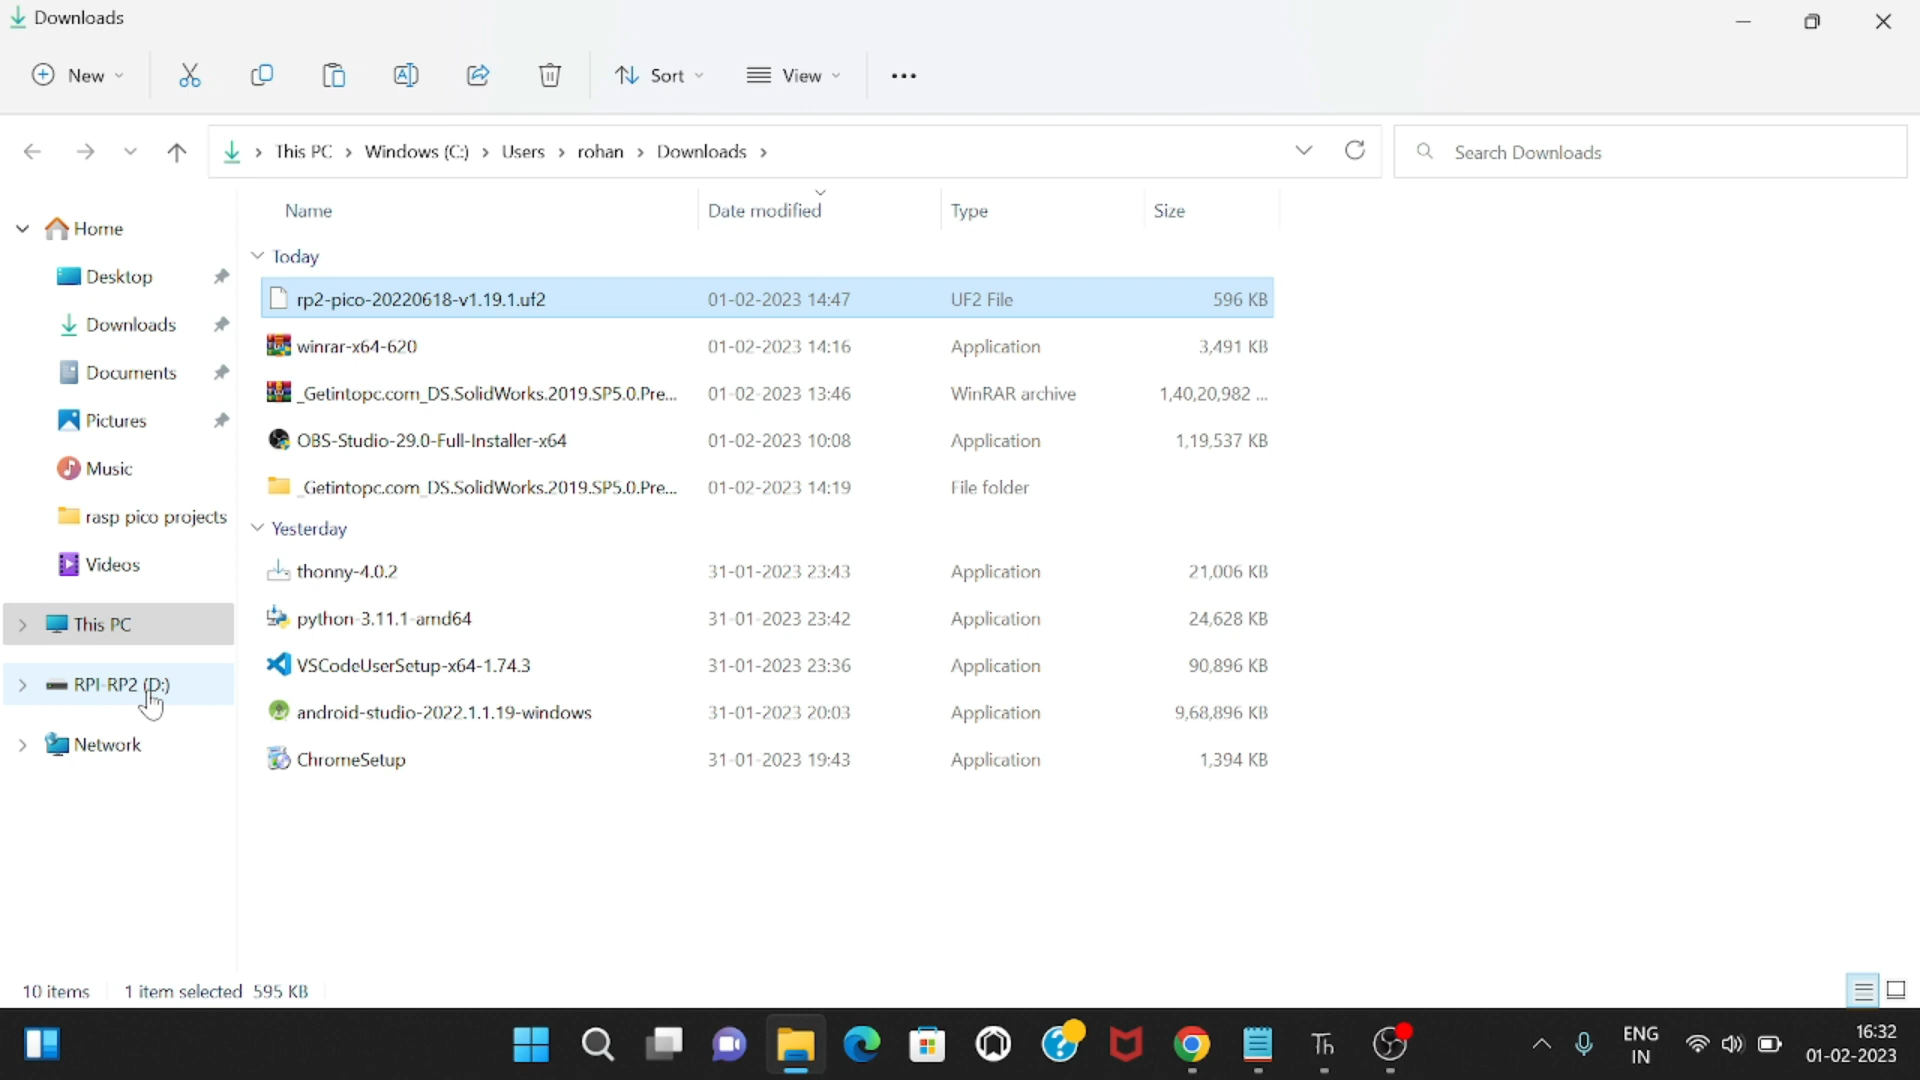 Downloads
New
Sort
View
This PC
Windows (C:)
Users
rohan
Downloads
Search Downloads
Name
Date modified
Type
Size
Home
Desktop
Downloads
Documents
Pictures
Music
rasp pico projects
Videos
This PC
RPI-RP2 (D:)
Network
Today
rp2-pico-20220618-v1.19.1.uf2 01-02-2023 14:47 UF2 File 596 KB
winrar-x64-620 01-02-2023 14:16 Application 3,491 KB
_Getintopc.com_DS.SolidWorks.2019.SP5.0.Pre... 01-02-2023 13:46 WinRAR archive 1,40,20,982 ...
OBS-Studio-29.0-Full-Installer-x64 01-02-2023 10:08 Application 1,19,537 KB
_Getintopc.com_DS.SolidWorks.2019.SP5.0.Pre... 01-02-2023 14:19 File folder
Yesterday
thonny-4.0.2 31-01-2023 23:43 Application 21,006 KB
python-3.11.1-amd64 31-01-2023 23:42 Application 24,628 KB
VSCodeUserSetup-x64-1.74.3 31-01-2023 23:36 Application 90,896 KB
android-studio-2022.1.1.19-windows 31-01-2023 20:03 Application 9,68,896 KB
ChromeSetup 31-01-2023 19:43 Application 1,394 KB
10 items
1 item selected 595 KB
Th
ENG
IN
16:32
01-02-2023